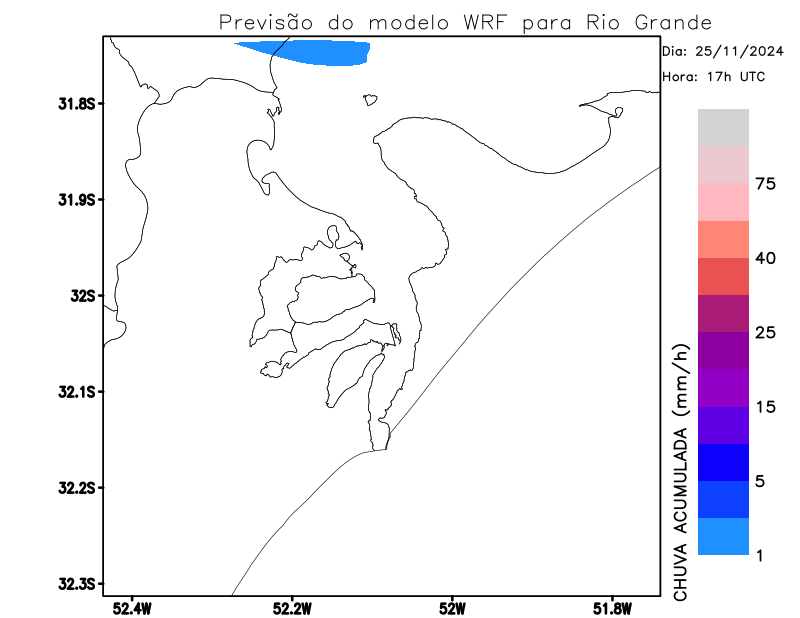 Previsão do modelo WRF para Rio Grande
Dia: 25/11/2024
Hora: 17h UTC
31.8S
31.9S
32S
32.1S
32.2S
32.3S
52.4W
52.2W
52W
51.8W
CHUVA ACUMULADA (mm/h)
75
40
25
15
5
1